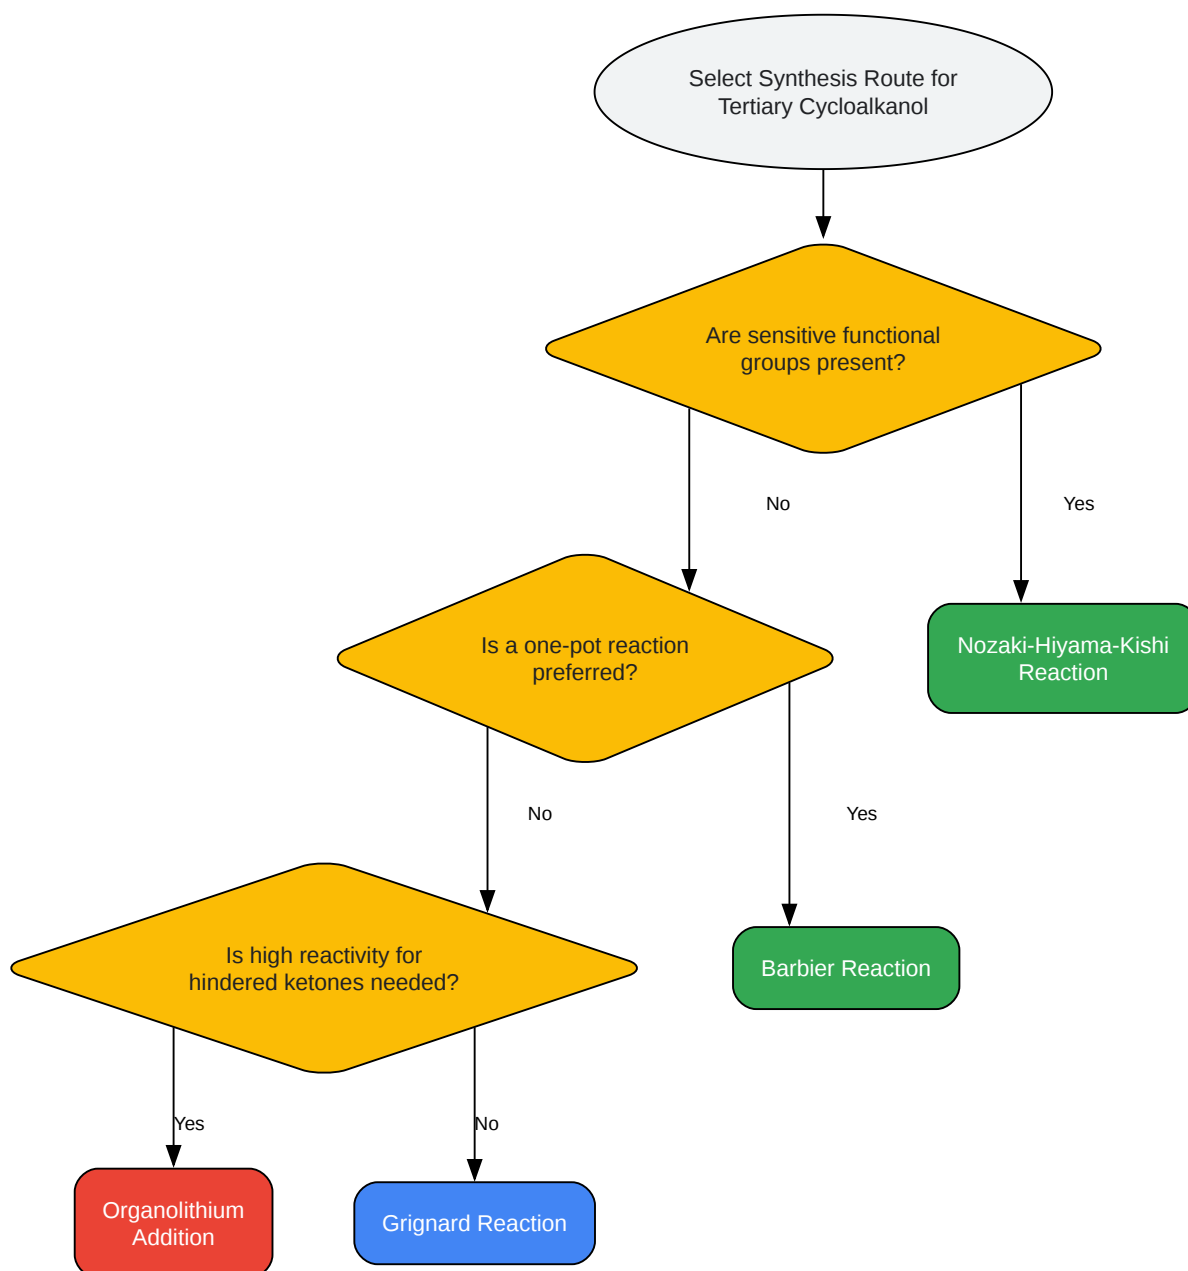 Select Synthesis Route for
Tertiary Cycloalkanol
Are sensitive functional
groups present?
No
Yes
Is a one-pot reaction
preferred?
Nozaki-Hiyama-Kishi
Reaction
No
Yes
Is high reactivity for
hindered ketones needed?
Barbier Reaction
Yes
No
Organolithium
Addition
Grignard Reaction